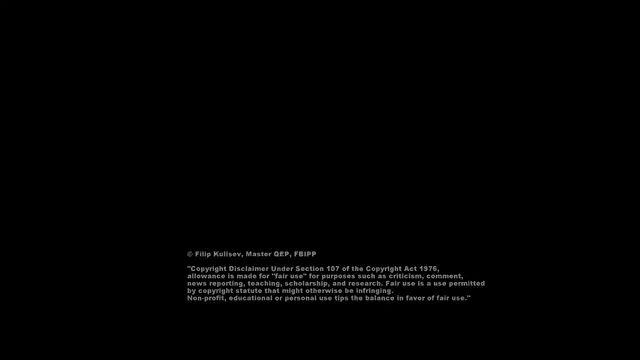 © Filip Kulisev, Master QEP, FBIPP
"Copyright Disclaimer Under Section 107 of the Copyright Act 1976,
allowance is made for "fair use" for purposes such as criticism, comment,
news reporting, teaching, scholarship, and research. Fair use is a use permitted
by copyright statute that might otherwise be infringing.
Non-profit, educational or personal use tips the balance in favor of fair use."